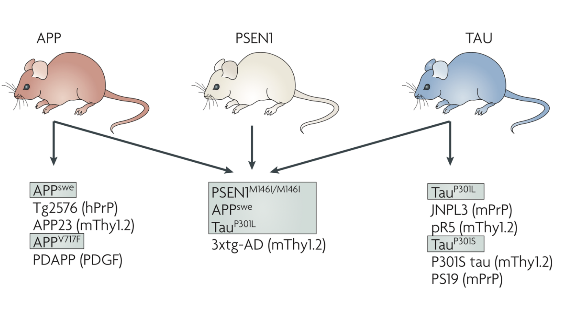 APP
PSEN1
TAU
APPswe
Tg2576 (hPrP)
APP23 (mThy1.2)
APPV717F
PDAPP (PDGF)
PSEN1M146I/M146I
APPswe
TauP301L
3xtg-AD (mThy1.2)
TauP301L
JNPL3 (mPrP)
pR5 (mThy1.2)
TauP301S
P301S tau (mThy1.2)
PS19 (mPrP)